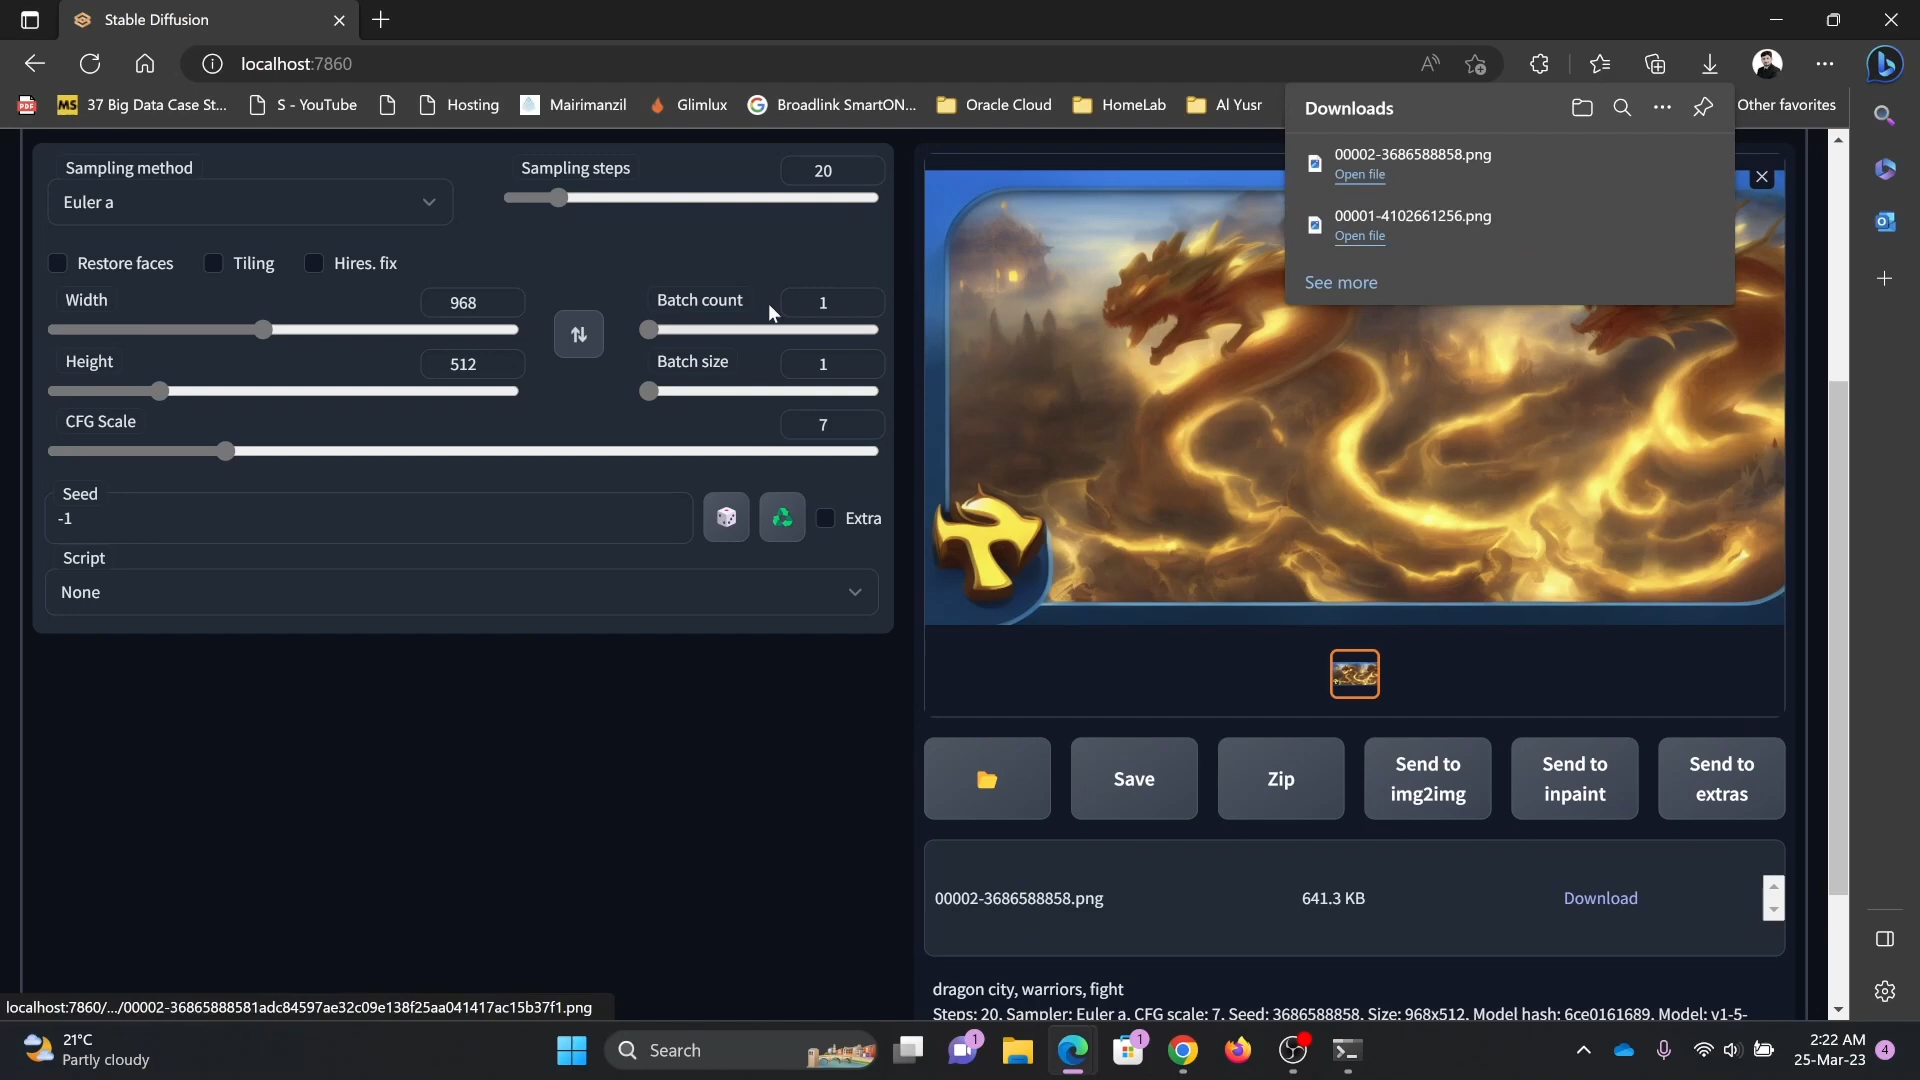 Stable Diffusion
localhost:7860
PDF
MS 37 Big Data Case St...
S - YouTube
Hosting
Mairimanzil
Glimlux
Broadlink SmartON...
Oracle Cloud
HomeLab
Al Yusr
Other favorites
Downloads
00002-3686588858.png
Open file
00001-4102661256.png
Open file
See more
Sampling method
Euler a
Sampling steps
20
Restore faces
Tiling
Hires. fix
Width
968
Height
512
Batch count
1
Batch size
1
CFG Scale
7
Seed
-1
Extra
Script
None
Save
Zip
Send to
img2img
Send to
inpaint
Send to
extras
00002-3686588858.png
641.3 KB
Download
dragon city, warriors, fight
Steps: 20, Sampler: Euler a, CFG scale: 7, Seed: 3686588858, Size: 968x512, Model hash: 6ce0161689, Model: v1-5-
localhost:7860/.../00002-36865888581adc84597ae32c09e138f25aa041417ac15b37f1.png
21°C
Partly cloudy
Search
1
1
2:22 AM
25-Mar-23
4